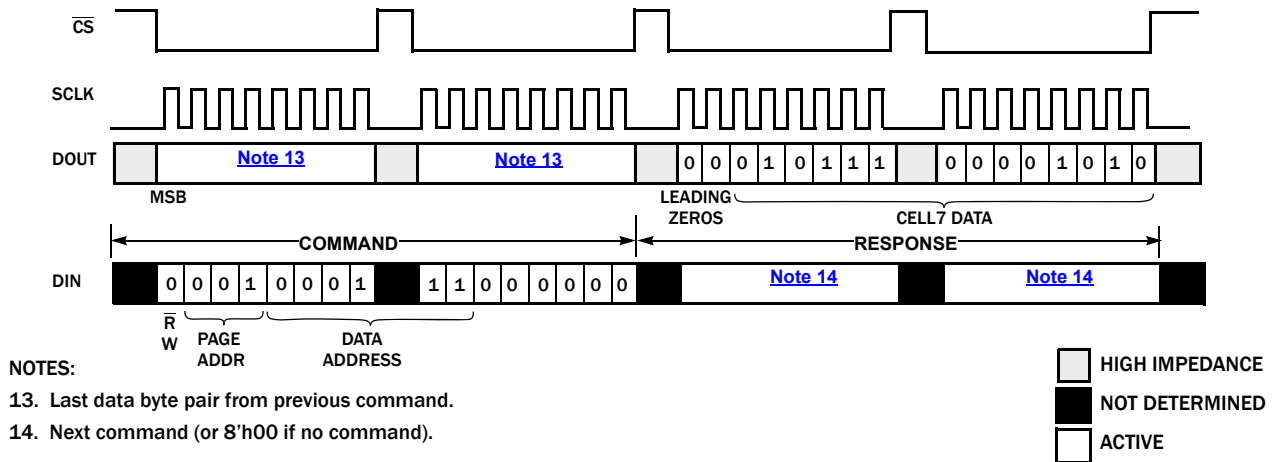 CS
SCLK
DOUT Note 13 Note 13 0 0 0 1 0 1 1 1 0 0 0 0 1 0 1 0
MSB LEADING ZEROS CELL7 DATA
COMMAND RESPONSE
DIN 0 0 0 1 0 0 0 1 1 1 0 0 0 0 0 0 Note 14 Note 14
R W PAGE ADDR DATA ADDRESS
NOTES:
13. Last data byte pair from previous command.
14. Next command (or 8'h00 if no command).
HIGH IMPEDANCE
NOT DETERMINED
ACTIVE